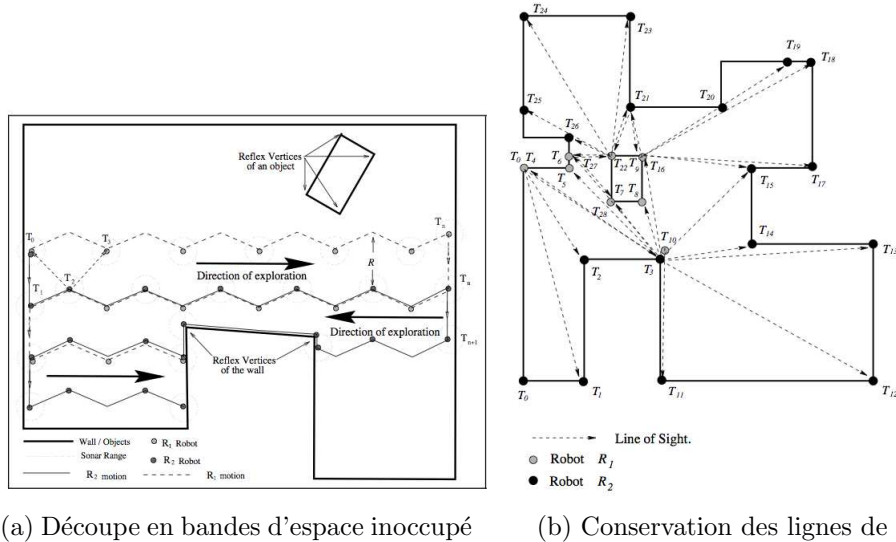 Reflex Vertices
of an object
T₀
T₃
Tₙ
T₂
Direction of exploration
R
T₁
Tₙ
Direction of exploration
Tₙ₊₁
Reflex Vertices
of the wall
Wall / Objects
R₁ Robot
Sonar Range
R₂ Robot
R₂ motion
R₁ motion
(a) Découpe en bandes d'espace inoccupé
T₂₄
T₂₃
T₁₉
T₁₈
T₂₅
T₂₁
T₂₀
T₂₆
T₀ T₄
T₆
T₂₇
T₂₂
T₉
T₁₆
T₅
T₁₅
T₁₇
T₇
T₈
T₂₈
T₁₀
T₁₄
T₁₃
T₂
T₃
T₀
T₁
T₁₁
T₁₂
Line of Sight.
Robot R₁
Robot R₂
(b) Conservation des lignes de